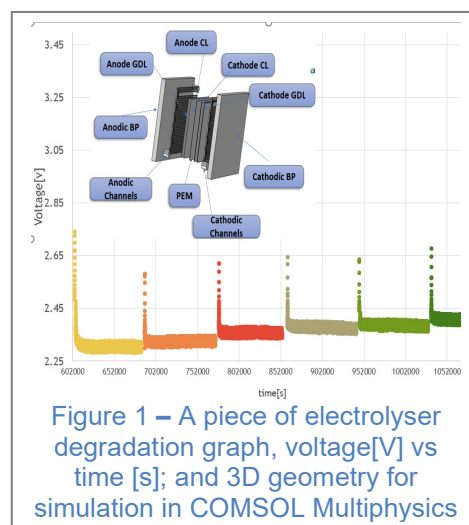 3.45
Anode CL
Anode GDL
Cathode CL
3.25
Cathode GDL
Anodic BP
3.05
Voltage[V]
Anodic Channels
PEM
Cathodic BP
2.85
Cathodic Channels
2.65
2.45
2.25
602000 652000 702000 752000 802000 852000 902000 952000 1002000 1052000
time[s]
Figure 1 – A piece of electrolyser
degradation graph, voltage[V] vs
time [s]; and 3D geometry for
simulation in COMSOL Multiphysics